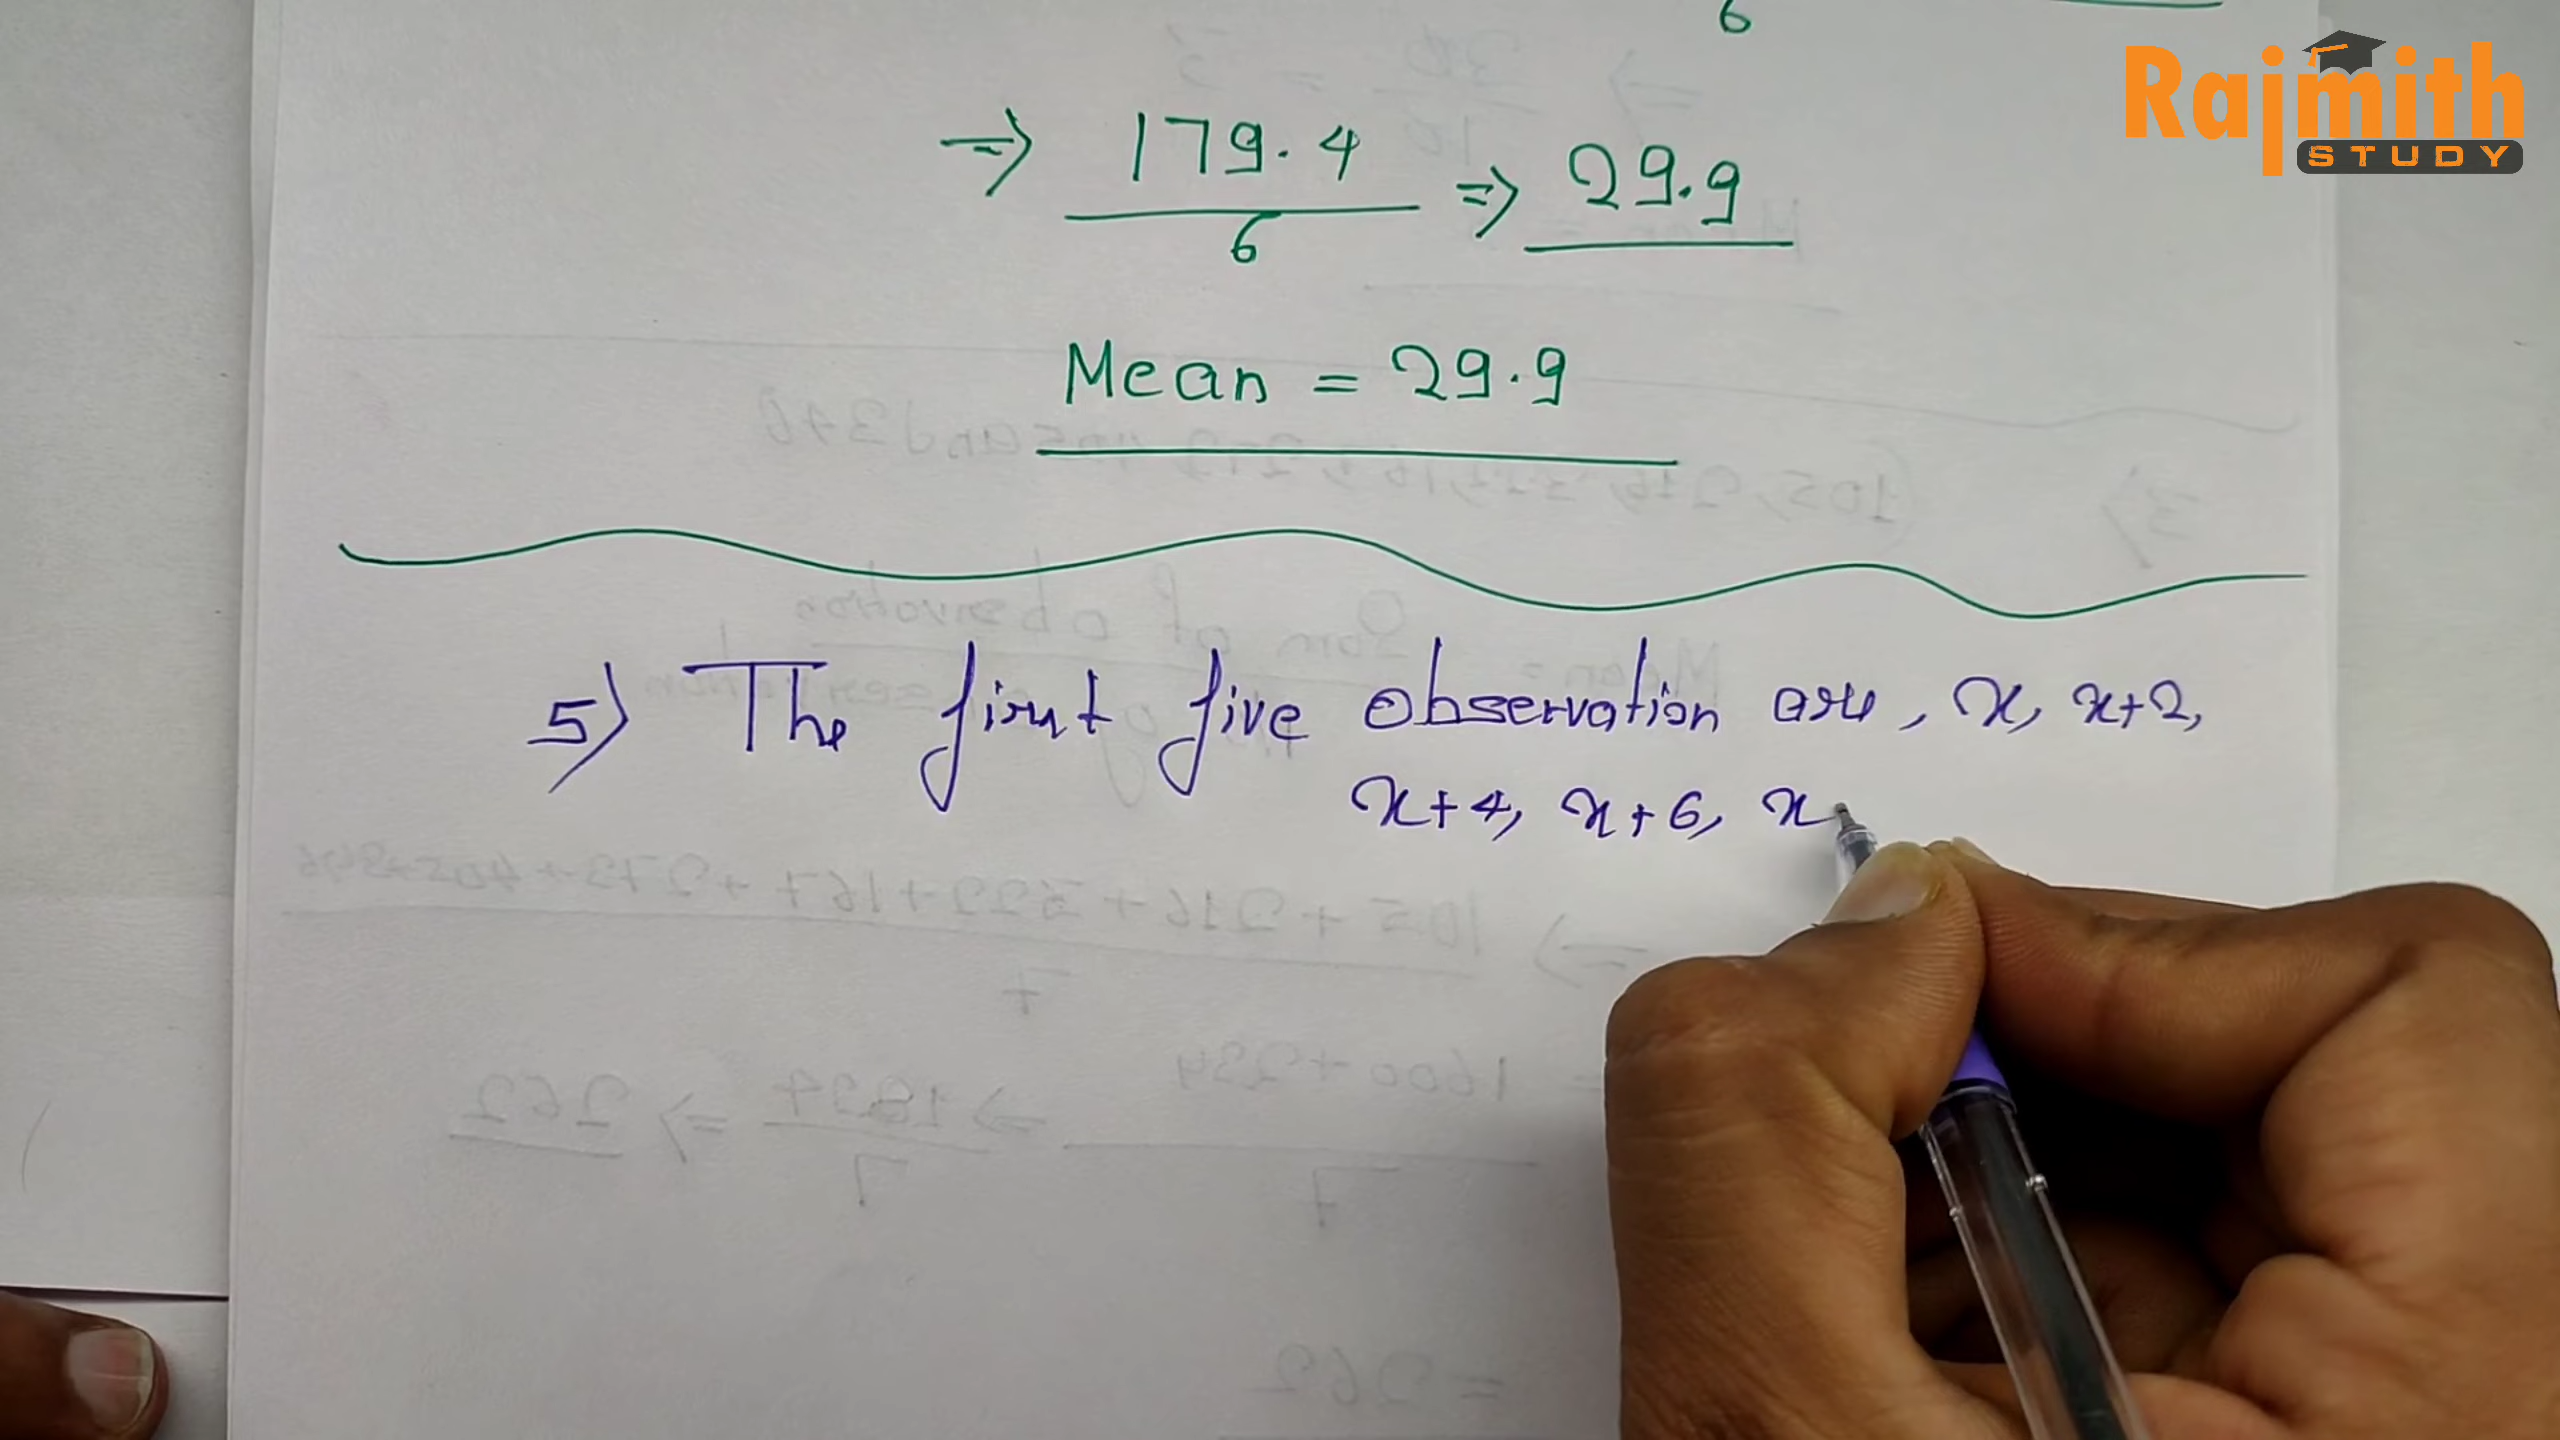 6
Rajmith
STUDY
⇒ 179.4 ⇒ 29.9
6
Mean = 29.9
5) The first five observation are, x, x+2,
x+4, x+6, x